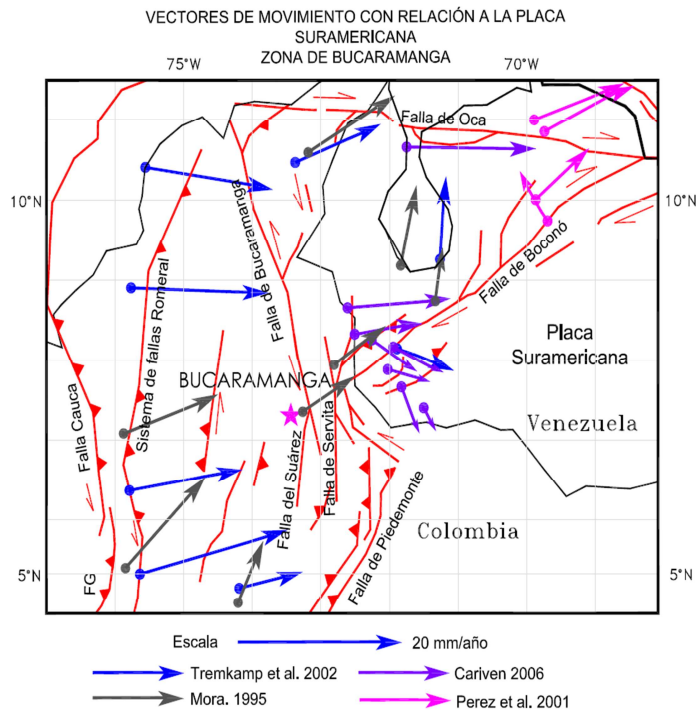 VECTORES DE MOVIMIENTO CON RELACIÓN A LA PLACA
SURAMERICANA
ZONA DE BUCARAMANGA
75°W
70°W
Falla de Oca
10°N
10°N
Falla de Bucaramanga
Falla de Boconó
Sistema de fallas Romeral
Placa
Suramericana
BUCARAMANGA
Falla Cauca
Venezuela
Falla del Suárez
Falla de Servita
Colombia
Falla de Piedemonte
5°N
FG
5°N
Escala
20 mm/año
Tremkamp et al. 2002
Cariven 2006
Mora. 1995
Perez et al. 2001